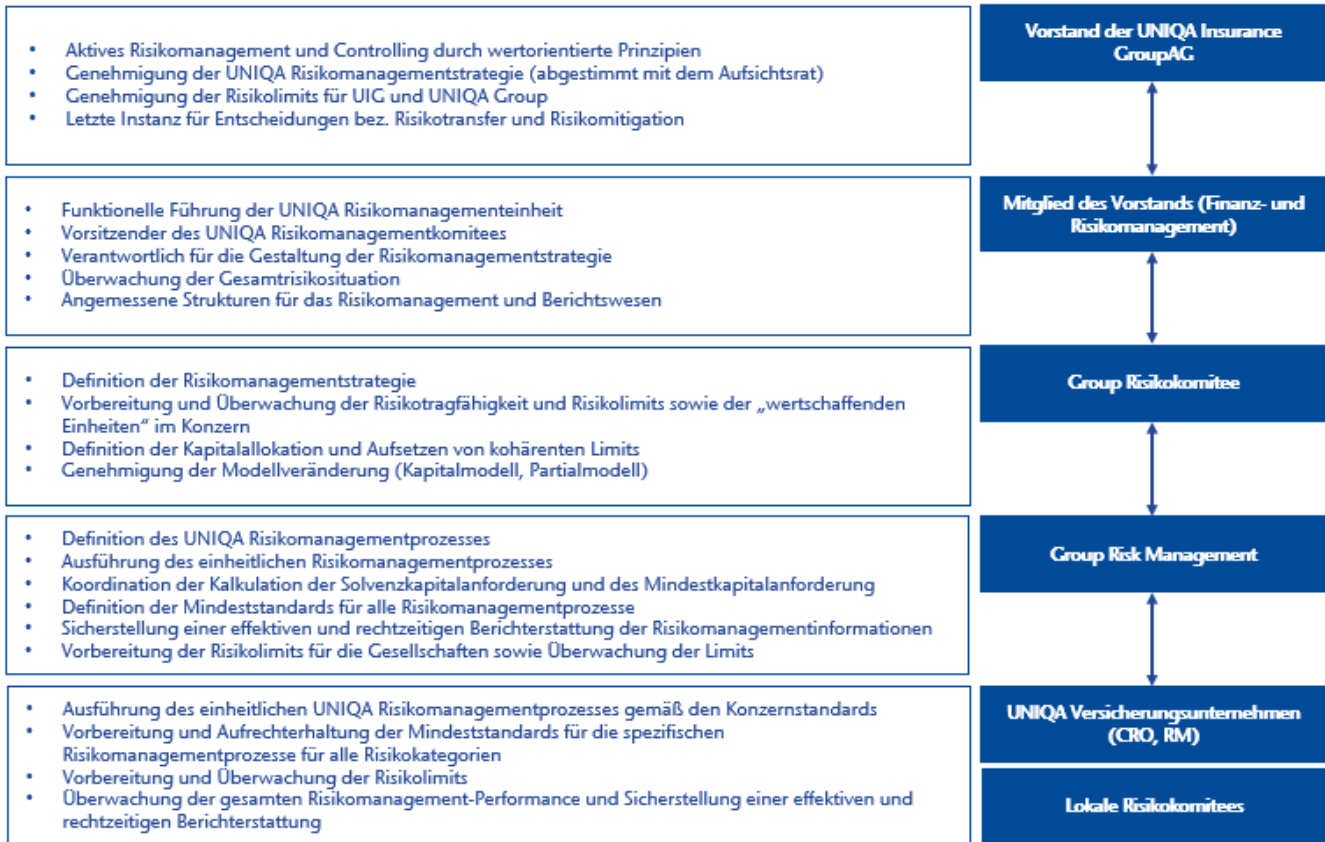 • Aktives Risikomanagement und Controlling durch wertorientierte Prinzipien
• Genehmigung der UNIQA Risikomanagementstrategie (abgestimmt mit dem Aufsichtsrat)
• Genehmigung der Risikolimits für UIG und UNIQA Group
• Letzte Instanz für Entscheidungen bez. Risikotransfer und Risikomitigation
Vorstand der UNIQA Insurance
GroupAG
• Funktionelle Führung der UNIQA Risikomanagementeinheit
• Vorsitzender des UNIQA Risikomanagementkomitees
• Verantwortlich für die Gestaltung der Risikomanagementstrategie
• Überwachung der Gesamtrisikosituation
• Angemessene Strukturen für das Risikomanagement und Berichtswesen
Mitglied des Vorstands (Finanz- und
Risikomanagement)
• Definition der Risikomanagementstrategie
• Vorbereitung und Überwachung der Risikotragfähigkeit und Risikolimits sowie der „wertschaffenden
Einheiten“ im Konzern
• Definition der Kapitalallokation und Aufsetzen von kohärenten Limits
• Genehmigung der Modellveränderung (Kapitalmodell, Partialmodell)
Group Risikokomitee
• Definition des UNIQA Risikomanagementprozesses
• Ausführung des einheitlichen Risikomanagementprozesses
• Koordination der Kalkulation der Solvenzkapitalanforderung und des Mindestkapitalanforderung
• Definition der Mindeststandards für alle Risikomanagementprozesse
• Sicherstellung einer effektiven und rechtzeitigen Berichterstattung der Risikomanagementinformationen
• Vorbereitung der Risikolimits für die Gesellschaften sowie Überwachung der Limits
Group Risk Management
• Ausführung des einheitlichen UNIQA Risikomanagementprozesses gemäß den Konzernstandards
• Vorbereitung und Aufrechterhaltung der Mindeststandards für die spezifischen
Risikomanagementprozesse für alle Risikokategorien
• Vorbereitung und Überwachung der Risikolimits
• Überwachung der gesamten Risikomanagement-Performance und Sicherstellung einer effektiven und
rechtzeitigen Berichterstattung
UNIQA Versicherungsunternehmen
(CRO, RM)
Lokale Risikokomitees